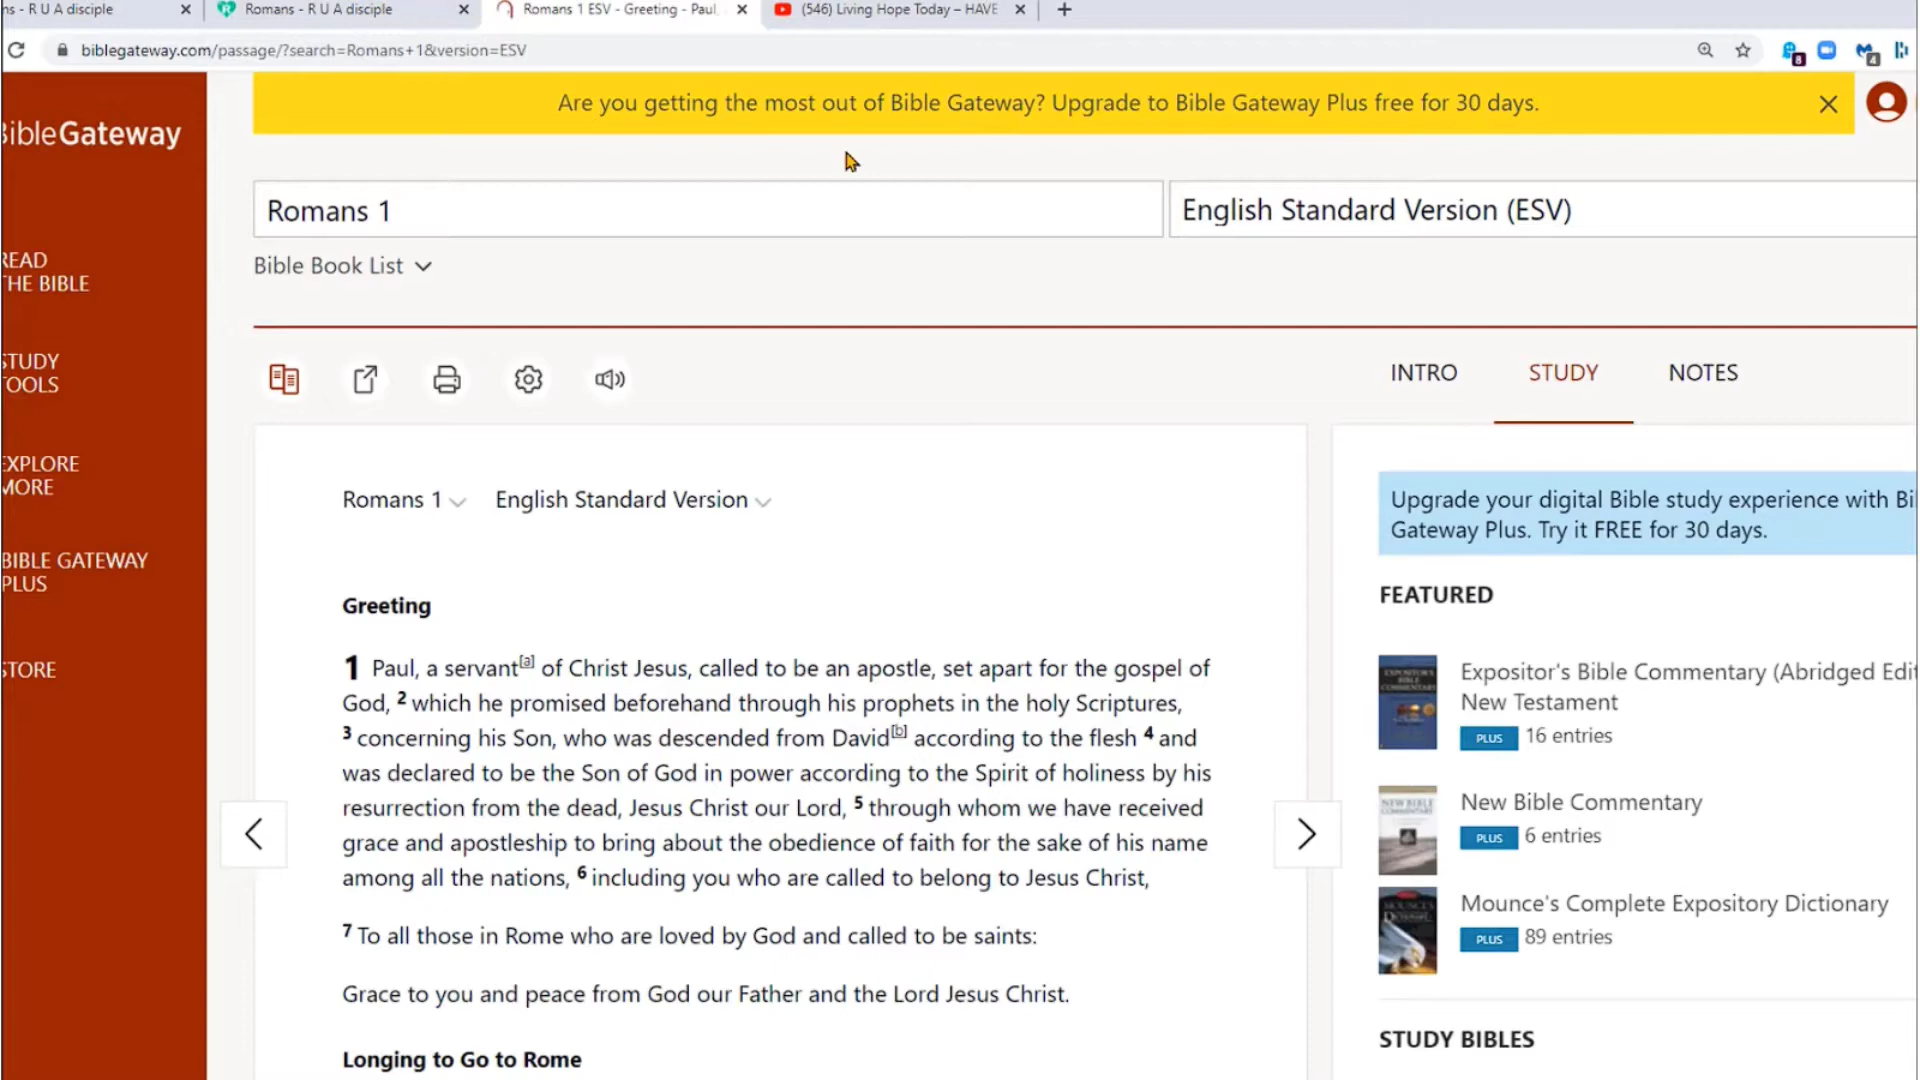 ns - R U A disciple
Romans - R U A disciple
Romans 1 ESV - Greeting - Paul,
(546) Living Hope Today – HAVE
biblegateway.com/passage/?search=Romans+1&version=ESV
8
4
Are you getting the most out of Bible Gateway? Upgrade to Bible Gateway Plus free for 30 days.
BibleGateway
Romans 1
English Standard Version (ESV)
Bible Book List
READ
THE BIBLE
STUDY
TOOLS
EXPLORE
MORE
BIBLE GATEWAY
PLUS
STORE
INTRO
STUDY
NOTES
Romans 1
English Standard Version
Greeting
1 Paul, a servant[a] of Christ Jesus, called to be an apostle, set apart for the gospel of
God, 2 which he promised beforehand through his prophets in the holy Scriptures,
3 concerning his Son, who was descended from David[b] according to the flesh 4 and
was declared to be the Son of God in power according to the Spirit of holiness by his
resurrection from the dead, Jesus Christ our Lord, 5 through whom we have received
grace and apostleship to bring about the obedience of faith for the sake of his name
among all the nations, 6 including you who are called to belong to Jesus Christ,
7 To all those in Rome who are loved by God and called to be saints:
Grace to you and peace from God our Father and the Lord Jesus Christ.
Longing to Go to Rome
Upgrade your digital Bible study experience with Bi
Gateway Plus. Try it FREE for 30 days.
FEATURED
EXPOSITOR'S
BIBLE
COMMENTARY
Expositor's Bible Commentary (Abridged Edit
New Testament
PLUS 16 entries
NEW BIBLE
COMMENTARY
New Bible Commentary
PLUS 6 entries
MOUNCE'S
Mounce's Complete Expository Dictionary
PLUS 89 entries
STUDY BIBLES